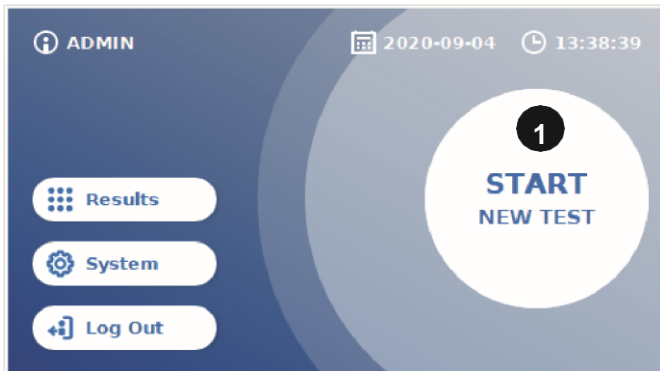 ADMIN
2020-09-04
13:38:39
1
START
NEW TEST
Results
System
Log Out